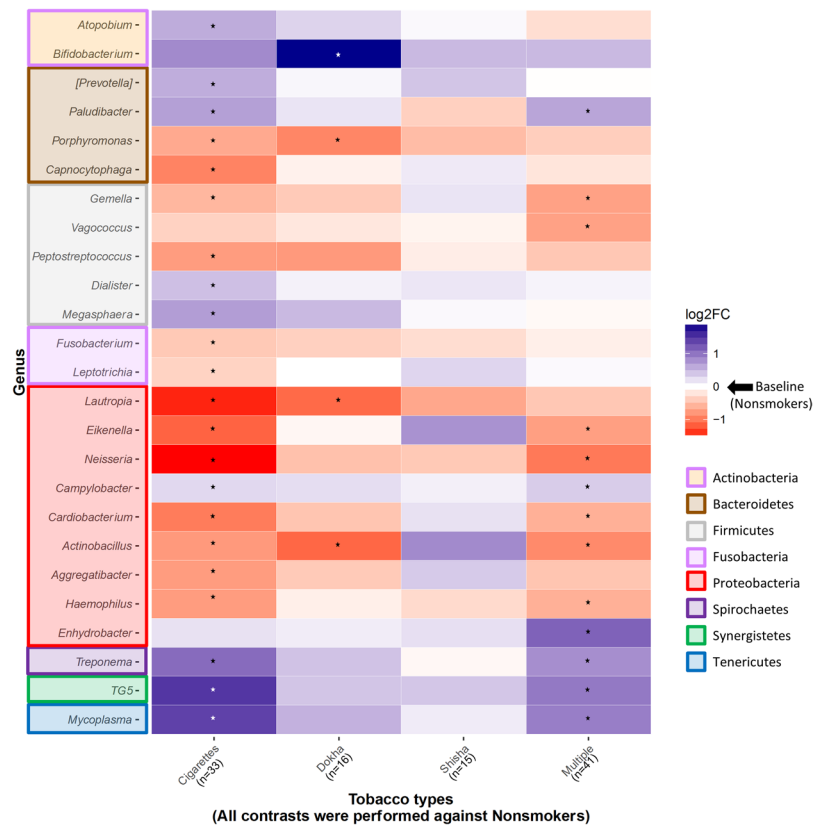 Genus
Atopobium -
Bifidobacterium -
[Prevotella] -
Paludibacter -
Porphyromonas -
Capnocytophaga -
Gemella -
Vagococcus -
Peptostreptococcus -
Dialister -
Megasphaera -
Fusobacterium -
Leptotrichia -
Lautropia -
Eikenella -
Neisseria -
Campylobacter -
Cardiobacterium -
Actinobacillus -
Aggregatibacter -
Haemophilus -
Enhydrobacter -
Treponema -
TG5 -
Mycoplasma -
* 
*
*
* *
* *
*
* *
*
*
*
*
*
*
* *
* *
* *
* *
* *
* * *
*
* *
*
* *
* *
* *
log2FC
1
0
−1
Baseline
(Nonsmokers)
Actinobacteria
Bacteroidetes
Firmicutes
Fusobacteria
Proteobacteria
Spirochaetes
Synergistetes
Tenericutes
Cigarettes
(n=33)
Dokha
(n=16)
Shisha
(n=15)
Multiple
(n=41)
Tobacco types
(All contrasts were performed against Nonsmokers)